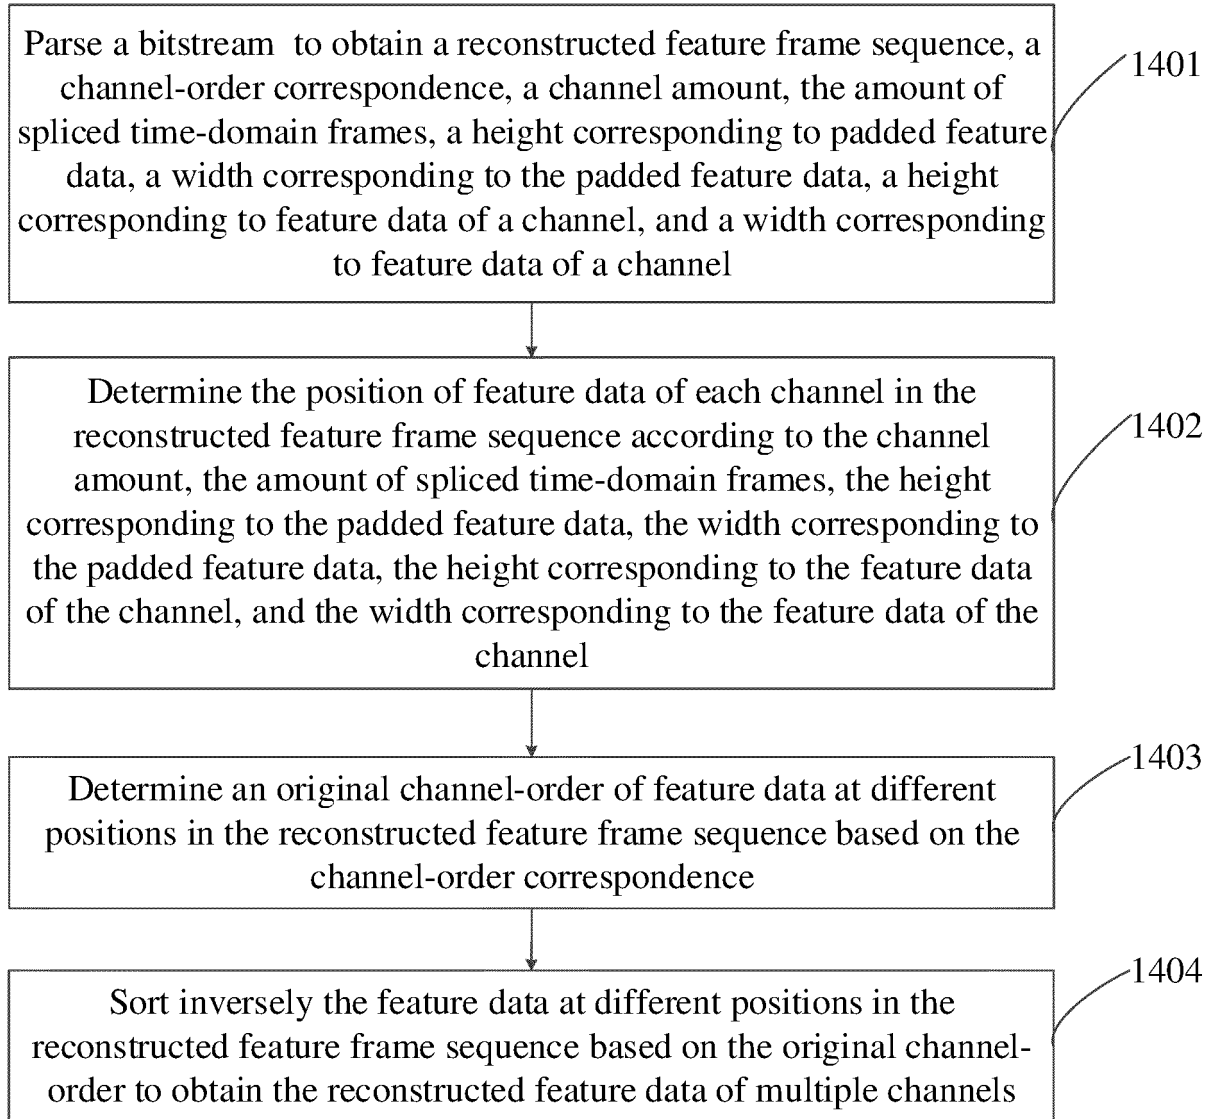 Parse a bitstream to obtain a reconstructed feature frame sequence, a
channel-order correspondence, a channel amount, the amount of
spliced time-domain frames, a height corresponding to padded feature
data, a width corresponding to the padded feature data, a height
corresponding to feature data of a channel, and a width corresponding
to feature data of a channel
1401
Determine the position of feature data of each channel in the
reconstructed feature frame sequence according to the channel
amount, the amount of spliced time-domain frames, the height
corresponding to the padded feature data, the width corresponding to
the padded feature data, the height corresponding to the feature data
of the channel, and the width corresponding to the feature data of the
channel
1402
Determine an original channel-order of feature data at different
positions in the reconstructed feature frame sequence based on the
channel-order correspondence
1403
Sort inversely the feature data at different positions in the
reconstructed feature frame sequence based on the original channel-
order to obtain the reconstructed feature data of multiple channels
1404